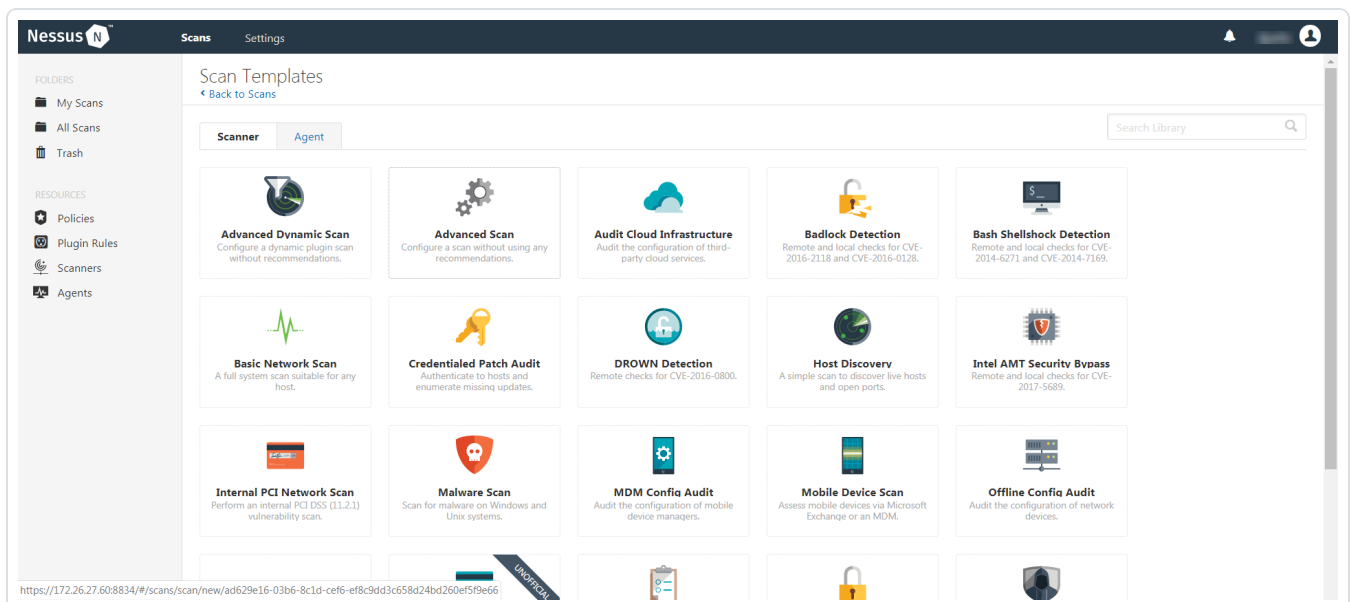 Nessus N ™
Scans Settings
FOLDERS
My Scans
All Scans
Trash
RESOURCES
Policies
Plugin Rules
Scanners
Agents
Scan Templates
Back to Scans
Scanner Agent
Search Library
Advanced Dynamic Scan
Configure a dynamic plugin scan
without recommendations.
Advanced Scan
Configure a scan without using any
recommendations.
Audit Cloud Infrastructure
Audit the configuration of third-
party cloud services.
Badlock Detection
Remote and local checks for CVE-
2016-2118 and CVE-2016-0128.
$_
Bash Shellshock Detection
Remote and local checks for CVE-
2014-6271 and CVE-2014-7169.
Basic Network Scan
A full system scan suitable for any
host.
Credentialed Patch Audit
Authenticate to hosts and
enumerate missing updates.
DROWN Detection
Remote checks for CVE-2016-0800.
Host Discovery
A simple scan to discover live hosts
and open ports.
Intel AMT Security Bypass
Remote and local checks for CVE-
2017-5689.
Internal PCI Network Scan
Perform an internal PCI DSS (11.2.1)
vulnerability scan.
Malware Scan
Scan for malware on Windows and
Unix systems.
MDM Config Audit
Audit the configuration of mobile
device managers.
Mobile Device Scan
Assess mobile devices via Microsoft
Exchange or an MDM.
Offline Config Audit
Audit the configuration of network
devices.
UNOFFICIAL
https://172.26.27.60:8834/#/scans/scan/new/ad629e16-03b6-8c1d-cef6-ef8c9dd3c658d24bd260ef5f9e66